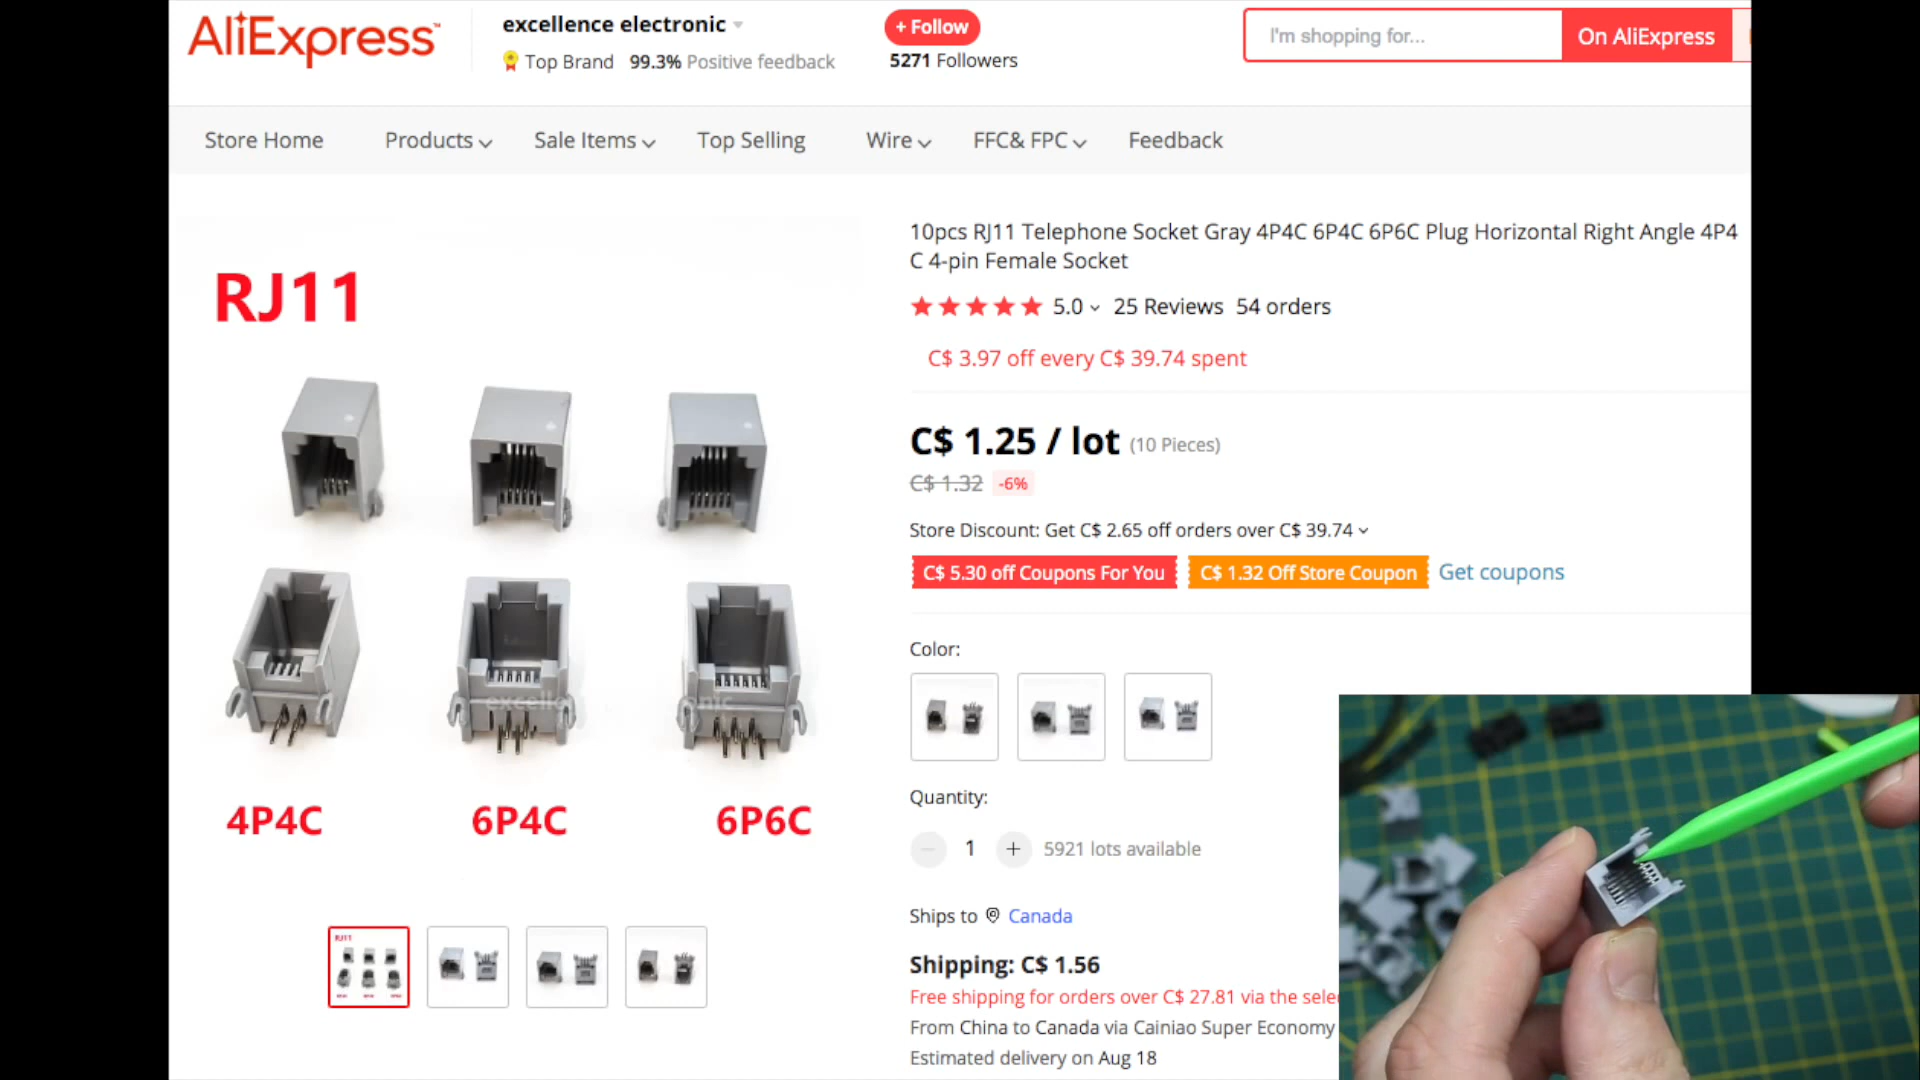 AliExpress™
excellence electronic
Top Brand 99.3% Positive feedback
+ Follow
5271 Followers
I'm shopping for...
On AliExpress
Store Home Products Sale Items Top Selling Wire FFC& FPC Feedback
RJ11
4P4C 6P4C 6P6C
RJ11
10pcs RJ11 Telephone Socket Gray 4P4C 6P4C 6P6C Plug Horizontal Right Angle 4P4
C 4-pin Female Socket
5.0 25 Reviews 54 orders
C$ 3.97 off every C$ 39.74 spent
C$ 1.25 / lot (10 Pieces)
C$ 1.32 -6%
Store Discount: Get C$ 2.65 off orders over C$ 39.74
C$ 5.30 off Coupons For You C$ 1.32 Off Store Coupon Get coupons
Color:
Quantity:
1 + 5921 lots available
Ships to Canada
Shipping: C$ 1.56
Free shipping for orders over C$ 27.81 via the sele
From China to Canada via Cainiao Super Economy
Estimated delivery on Aug 18